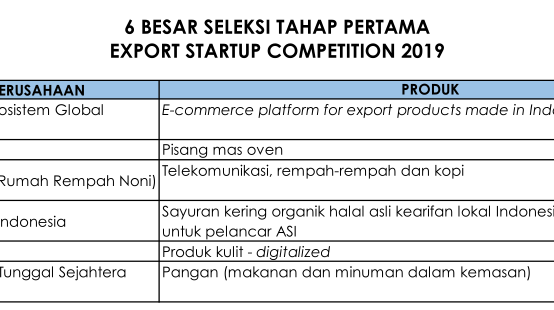 6 BESAR SELEKSI TAHAP PERTAMA
EXPORT STARTUP COMPETITION 2019
ERUSAHAAN PRODUK
osistem Global E-commerce platform for export products made in Indo
Pisang mas oven
Rumah Rempah Noni) Telekomunikasi, rempah-rempah dan kopi
ndonesia Sayuran kering organik halal asli kearifan lokal Indonesi
untuk pelancar ASI
Produk kulit - digitalized
Tunggal Sejahtera Pangan (makanan dan minuman dalam kemasan)